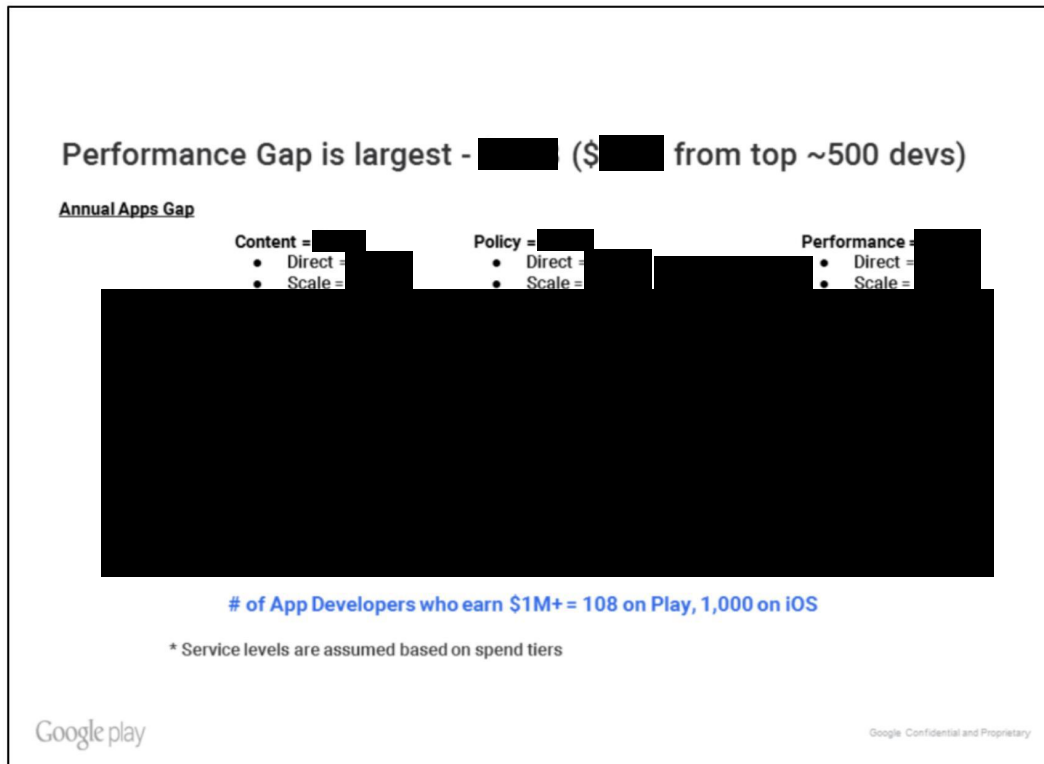 Performance Gap is largest - ($ from top ~500 devs)
Annual Apps Gap
Content = Policy = Performance =
• Direct = • Direct = • Direct =
• Scale = • Scale = • Scale =
# of App Developers who earn $1M+ = 108 on Play, 1,000 on iOS
* Service levels are assumed based on spend tiers
Google play
Google Confidential and Proprietary